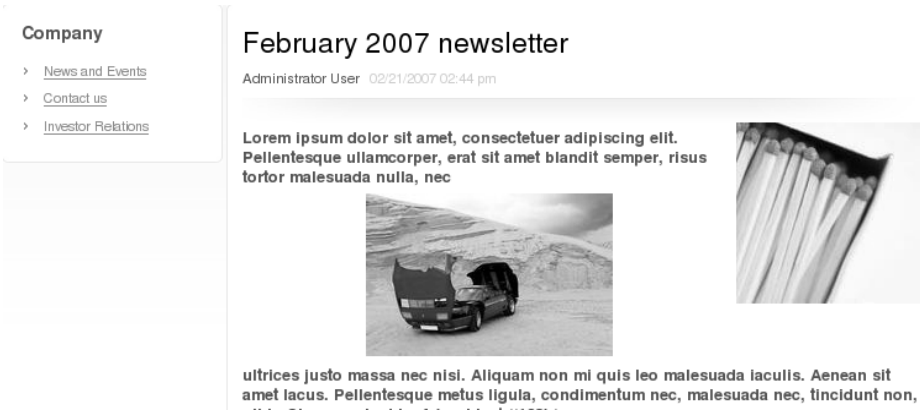 Company
News and Events
Contact us
Investor Relations
February 2007 newsletter
Administrator User 02/21/2007 02:44 pm
Lorem ipsum dolor sit amet, consectetuer adipiscing elit.
Pellentesque ullamcorper, erat sit amet blandit semper, risus
tortor malesuada nulla, nec
ultrices justo massa nec nisi. Aliquam non mi quis leo malesuada iaculis. Aenean sit
amet lacus. Pellentesque metus ligula, condimentum nec, malesuada nec, tincidunt non,